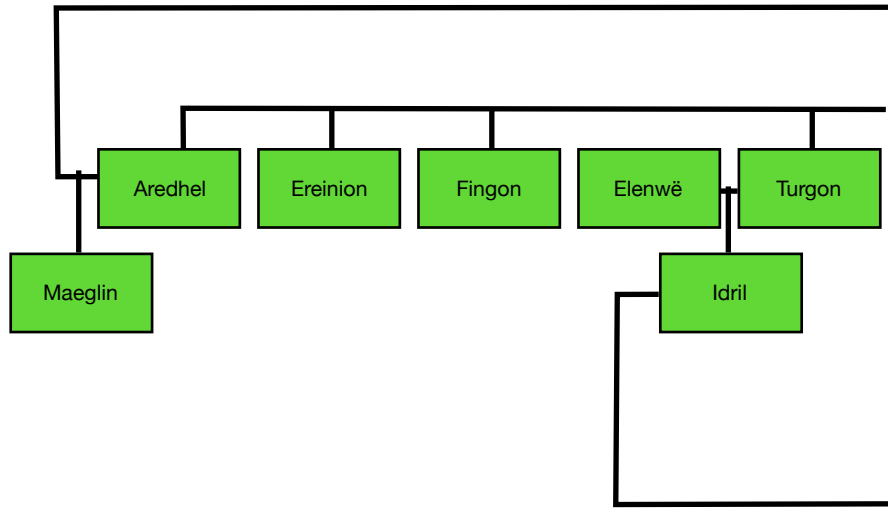 Aredhel
Ereinion
Fingon
Elenwë
Turgon
Maeglin
Idril